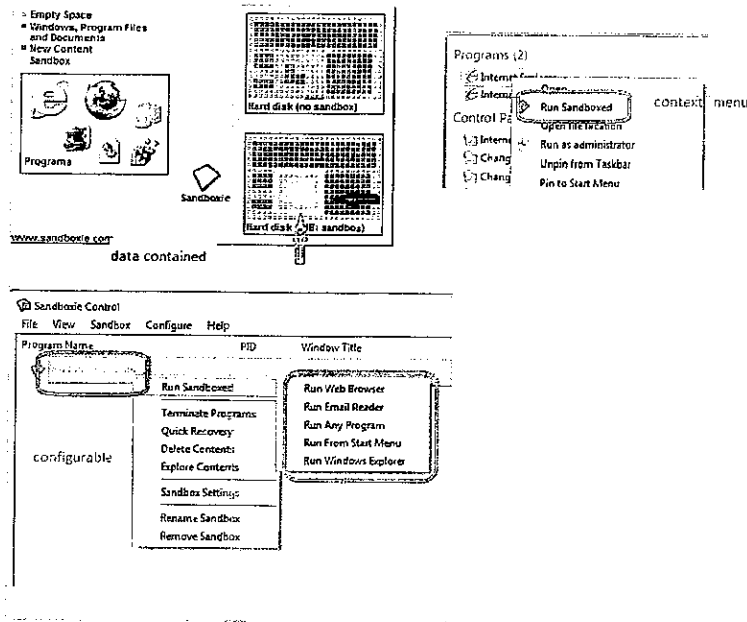 Empty Space
Windows, Program Files
and Documents
New Content
Sandbox
Programs
Hard disk (no sandbox)
Sandboxie
Hard disk
sandbox)
www.sandboxie.com
data contained
Programs (2)
Open
Run Sandboxed
context menu
Control Pa
Open file location
Interne
Run as administrator
Chang
Unpin from Taskbar
Chang
Pin to Start Menu
Sandboxie Control
File View Sandbox Configure Help
Program Name PID Window Title
Run Sandboxed
Terminate Programs
Quick Recovery
Delete Contents
Explore Contents
Sandbox Settings
Rename Sandbox
Remove Sandbox
Run Web Browser
Run Email Reader
Run Any Program
Run From Start Menu
Run Windows Explorer
configurable